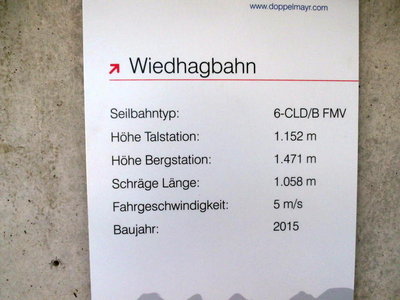 www.doppelmayr.com
Wiedhagbahn
Seilbahntyp: 6-CLD/B FMV
Höhe Talstation: 1.152 m
Höhe Bergstation: 1.471 m
Schräge Länge: 1.058 m
Fahrgeschwindigkeit: 5 m/s
Baujahr: 2015